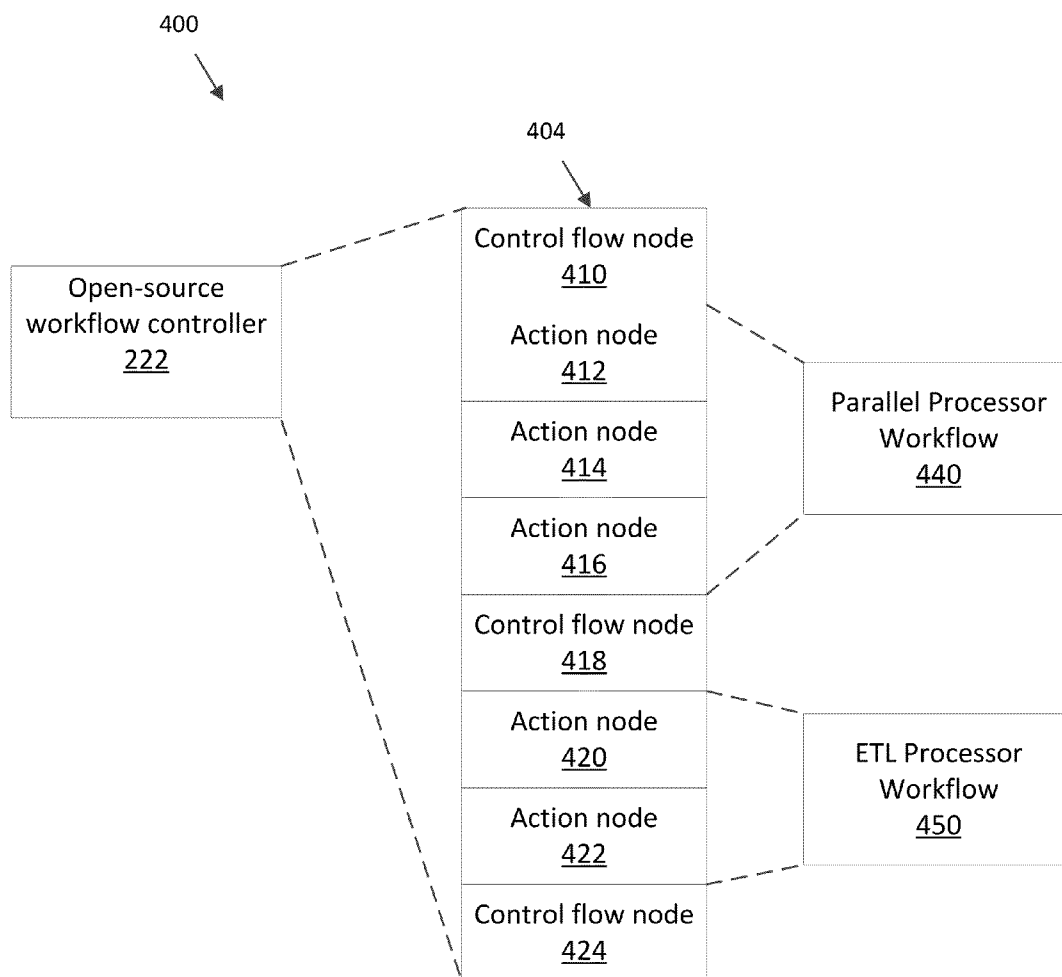 400
404
Open-source
workflow controller
222
Control flow node
410
Action node
412
Action node
414
Action node
416
Control flow node
418
Action node
420
Action node
422
Control flow node
424
Parallel Processor
Workflow
440
ETL Processor
Workflow
450